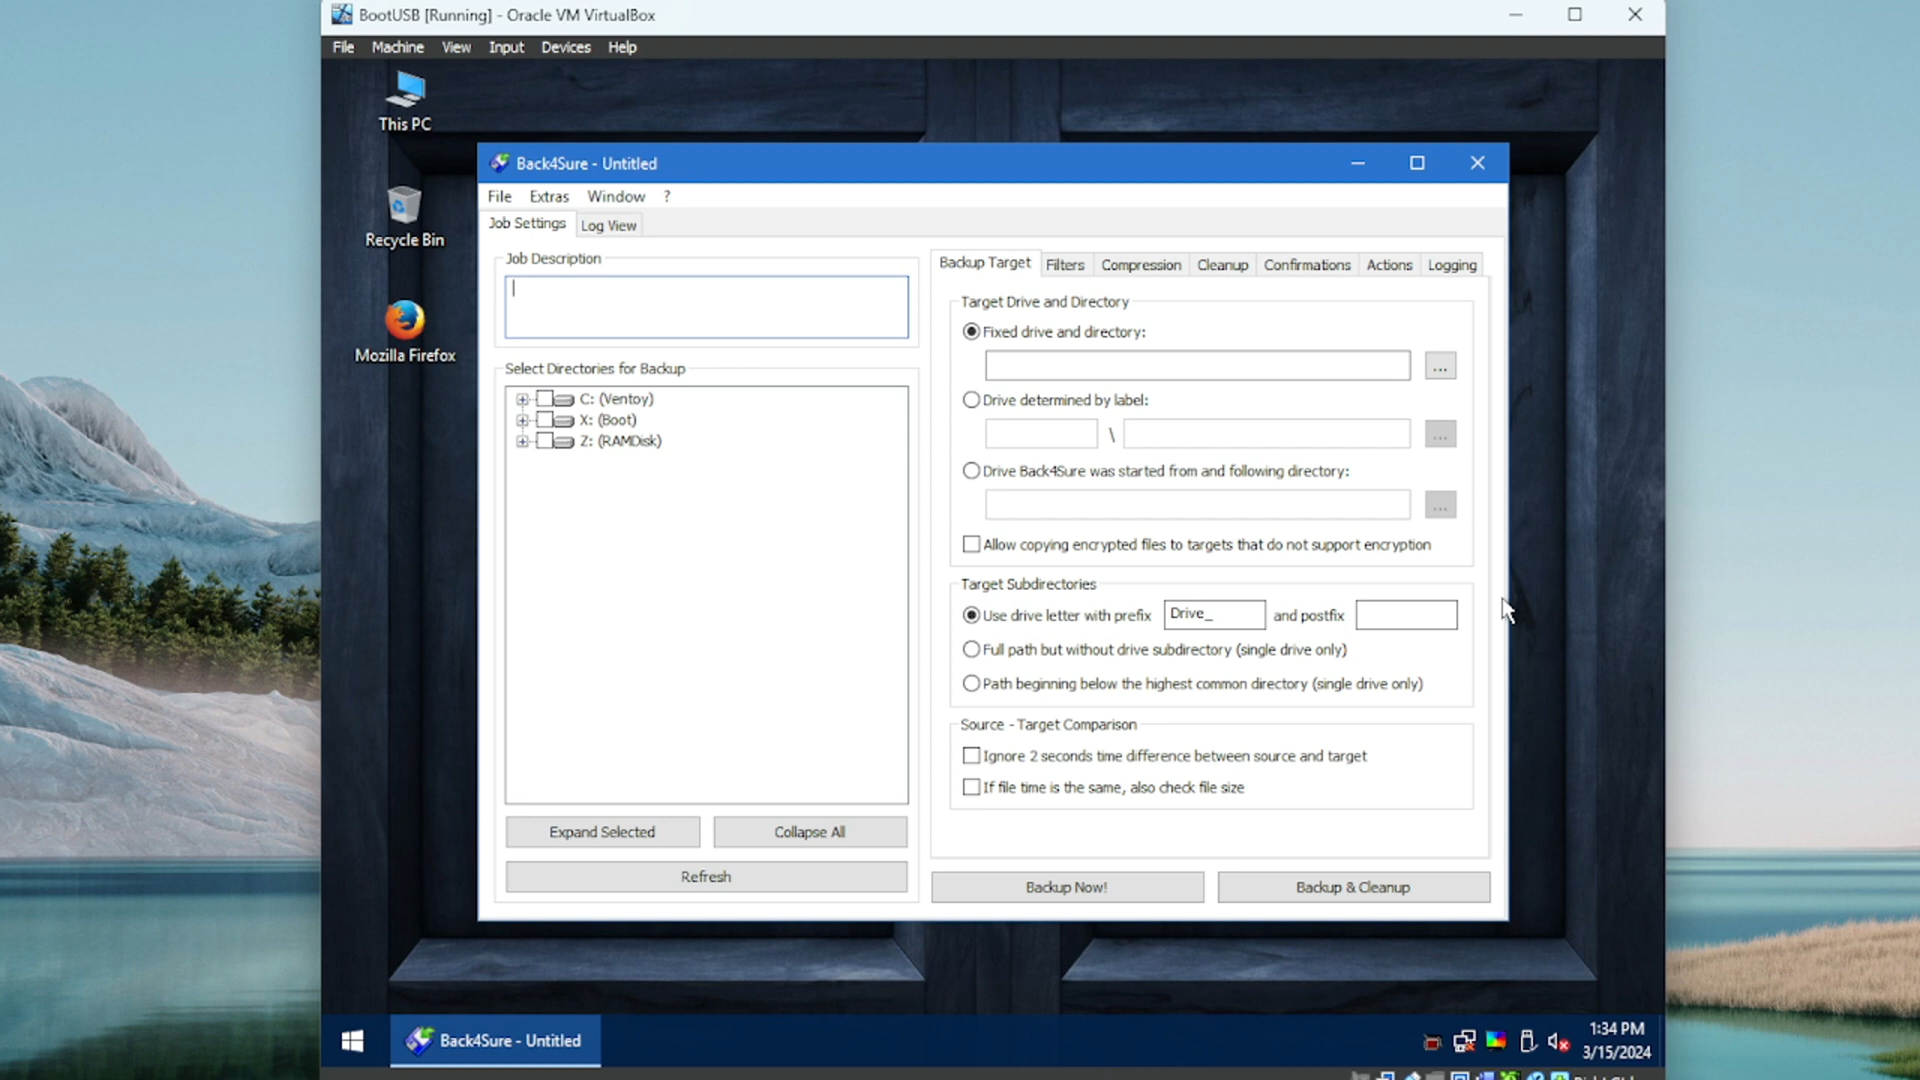 BootUSB [Running] - Oracle VM VirtualBox
File Machine View Input Devices Help
This PC
Recycle Bin
Mozilla Firefox
Back4Sure - Untitled
File Extras Window ?
Job Settings Log View
Job Description
Select Directories for Backup
C: (Ventoy)
X: (Boot)
Z: (RAMDisk)
Expand Selected Collapse All
Refresh
Backup Target Filters Compression Cleanup Confirmations Actions Logging
Target Drive and Directory
Fixed drive and directory:
...
Drive determined by label:
\ ...
Drive Back4Sure was started from and following directory:
...
Allow copying encrypted files to targets that do not support encryption
Target Subdirectories
Use drive letter with prefix Drive_ and postfix
Full path but without drive subdirectory (single drive only)
Path beginning below the highest common directory (single drive only)
Source - Target Comparison
Ignore 2 seconds time difference between source and target
If file time is the same, also check file size
Backup Now! Backup & Cleanup
Back4Sure - Untitled
1:34 PM
3/15/2024